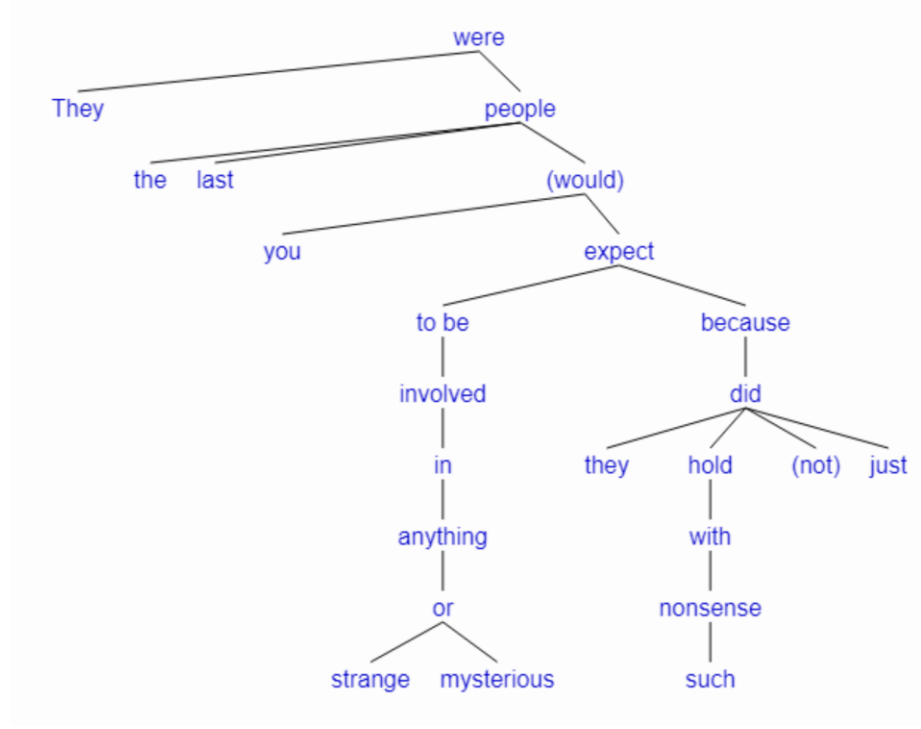 were
They people
the last (would)
you expect
to be because
involved did
in they hold (not) just
anything with
or nonsense
strange mysterious such